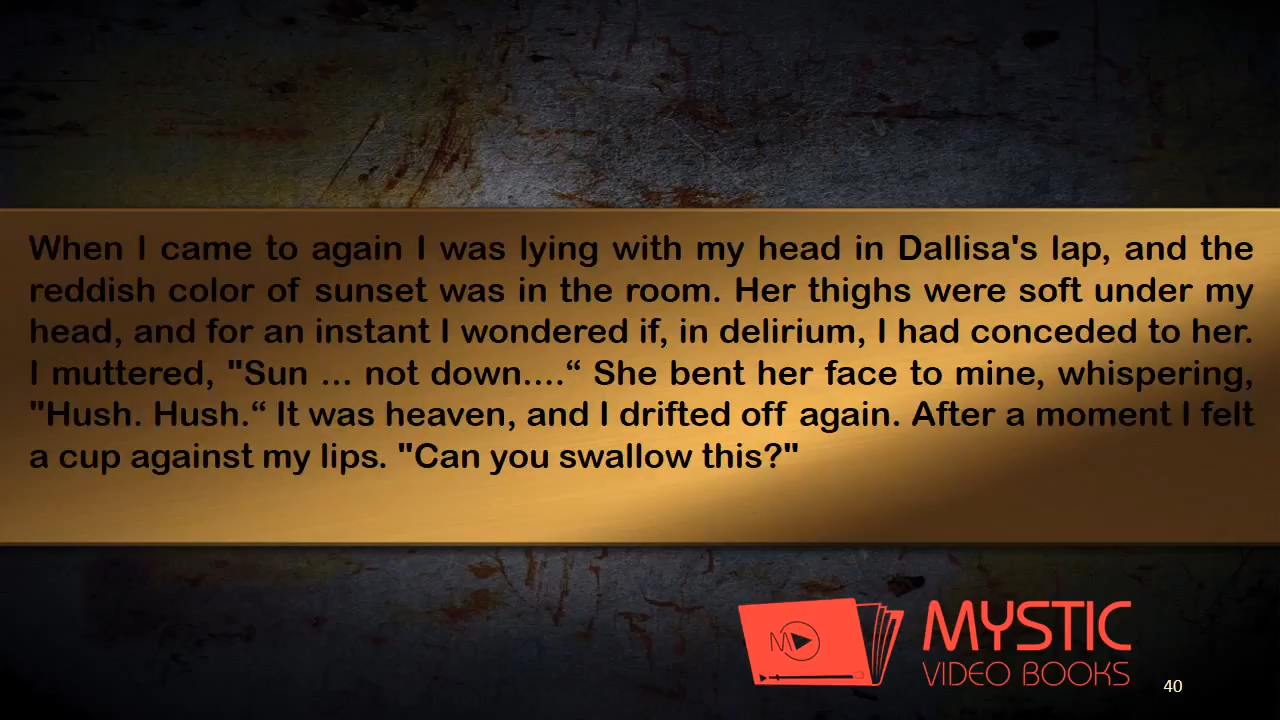 When I came to again I was lying with my head in Dallisa's lap, and the
reddish color of sunset was in the room. Her thighs were soft under my
head, and for an instant I wondered if, in delirium, I had conceded to her.
I muttered, "Sun ... not down....“ She bent her face to mine, whispering,
"Hush. Hush.“ It was heaven, and I drifted off again. After a moment I felt
a cup against my lips. "Can you swallow this?"
M
MYSTIC
VIDEO BOOKS
40